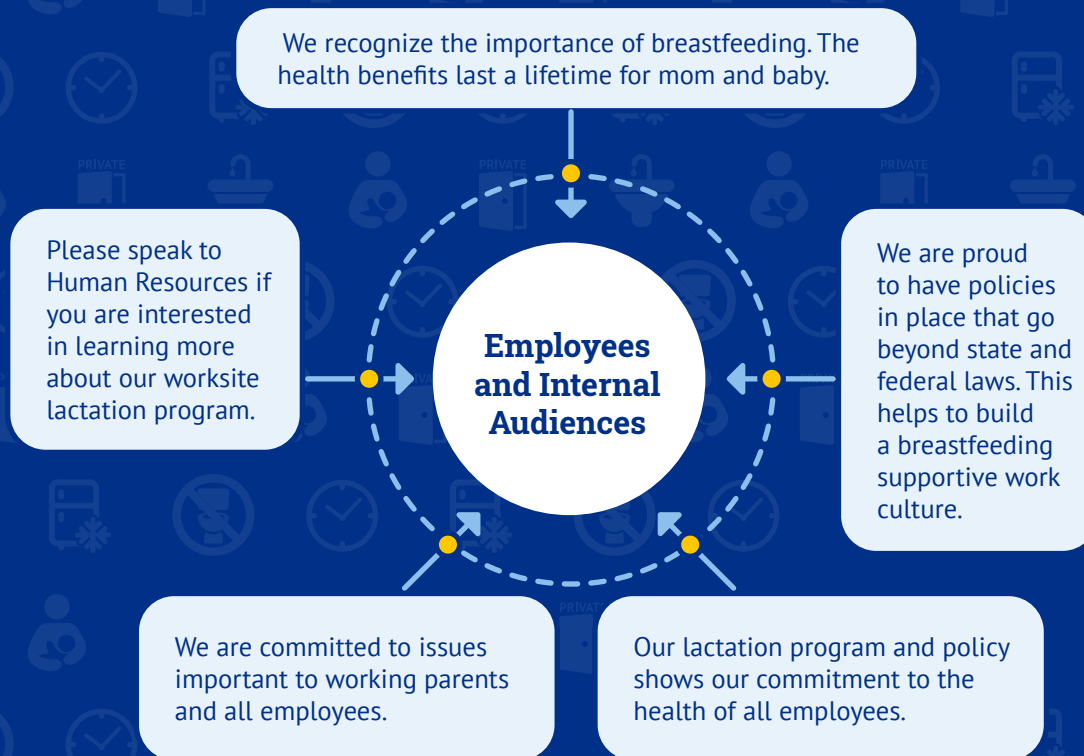 We recognize the importance of breastfeeding. The
health benefits last a lifetime for mom and baby.
PRIVATE
PRIVATE
PRIVATE
Please speak to
Human Resources if
you are interested
in learning more
about our worksite
lactation program.
Employees
and Internal
Audiences
We are proud
to have policies
in place that go
beyond state and
federal laws. This
helps to build
a breastfeeding
supportive work
culture.
We are committed to issues
important to working parents
and all employees.
Our lactation program and policy
shows our commitment to the
health of all employees.